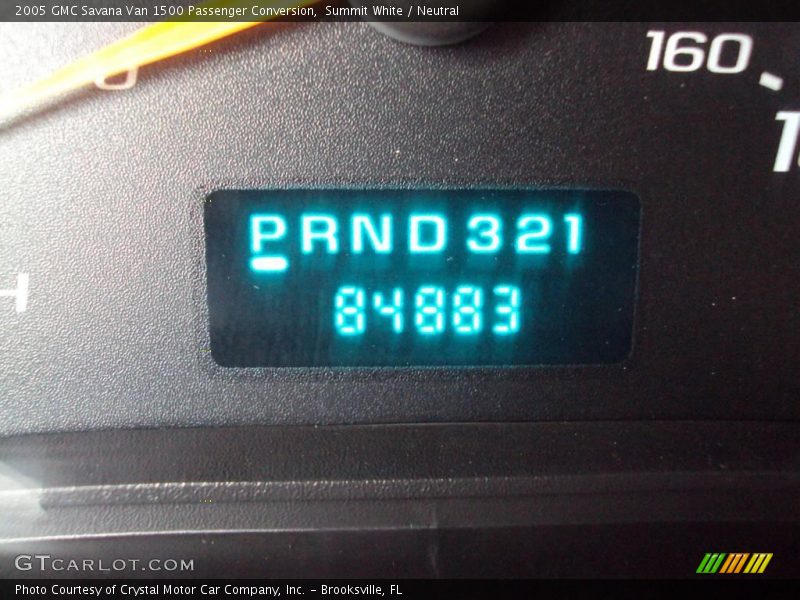 2005 GMC Savana Van 1500 Passenger Conversion, Summit White / Neutral
0
160
H
PRND321
84883
GTCARLOT.COM
Photo Courtesy of Crystal Motor Car Company, Inc. – Brooksville, FL